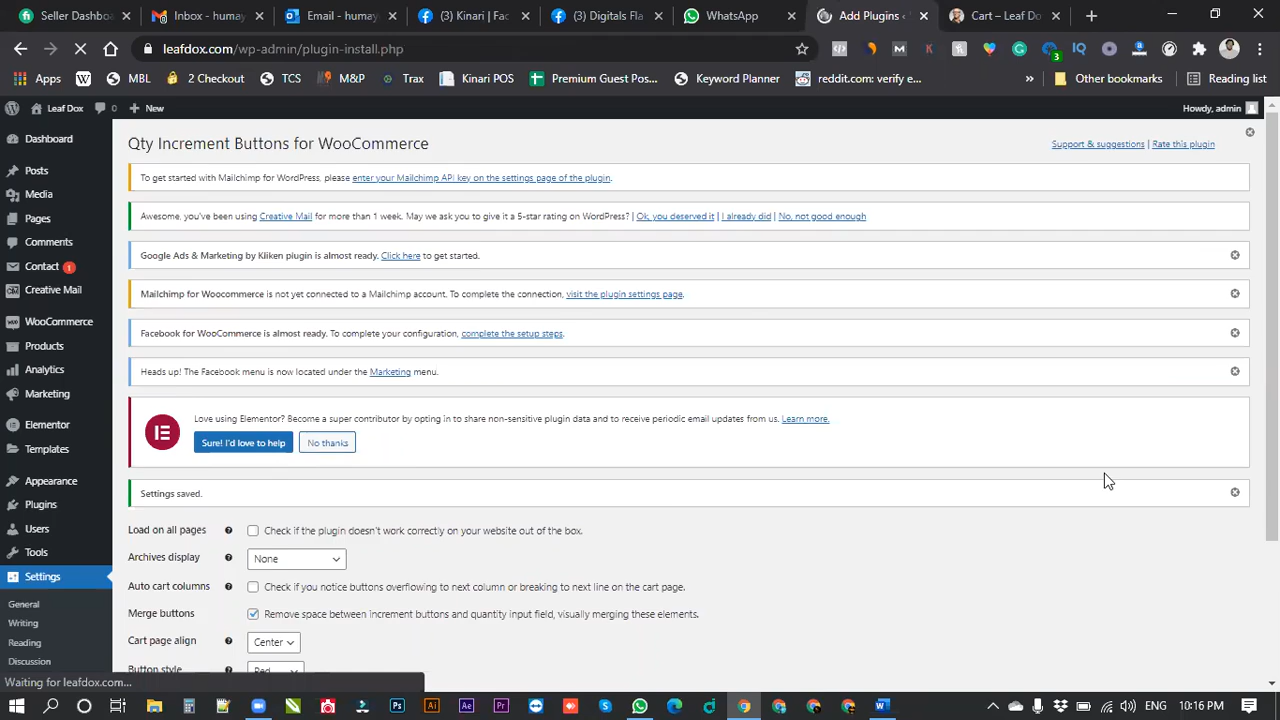 Seller Dashbo
Inbox - humay
Email - humay
(3) Kinari | Fac
(3) Digitals Fla
WhatsApp
Add Plugins ‹
Cart – Leaf Do
leafdox.com/wp-admin/plugin-install.php
3
Apps
MBL
2 Checkout
TCS
M&P
Trax
Kinari POS
Premium Guest Pos...
Keyword Planner
reddit.com: verify e...
»
Other bookmarks
Reading list
Leaf Dox
0
New
Howdy, admin
Dashboard
Posts
Media
Pages
Comments
Contact 1
Creative Mail
WooCommerce
Products
Analytics
Marketing
Elementor
Templates
Appearance
Plugins
Users
Tools
Settings
General
Writing
Reading
Discussion
Qty Increment Buttons for WooCommerce
Support & suggestions | Rate this plugin
To get started with Mailchimp for WordPress, please enter your Mailchimp API key on the settings page of the plugin.
Awesome, you've been using Creative Mail for more than 1 week. May we ask you to give it a 5-star rating on WordPress? | Ok, you deserved it | I already did | No, not good enough
Google Ads & Marketing by Kliken plugin is almost ready. Click here to get started.
Mailchimp for Woocommerce is not yet connected to a Mailchimp account. To complete the connection, visit the plugin settings page.
Facebook for WooCommerce is almost ready. To complete your configuration, complete the setup steps.
Heads up! The Facebook menu is now located under the Marketing menu.
Love using Elementor? Become a super contributor by opting in to share non-sensitive plugin data and to receive periodic email updates from us. Learn more.
Sure! I'd love to help
No thanks
Settings saved.
Load on all pages
Check if the plugin doesn't work correctly on your website out of the box.
Archives display
None
Auto cart columns
Check if you notice buttons overflowing to next column or breaking to next line on the cart page.
Merge buttons
Remove space between increment buttons and quantity input field, visually merging these elements.
Cart page align
Center
Button style
Red
Waiting for leafdox.com...
10:16 PM